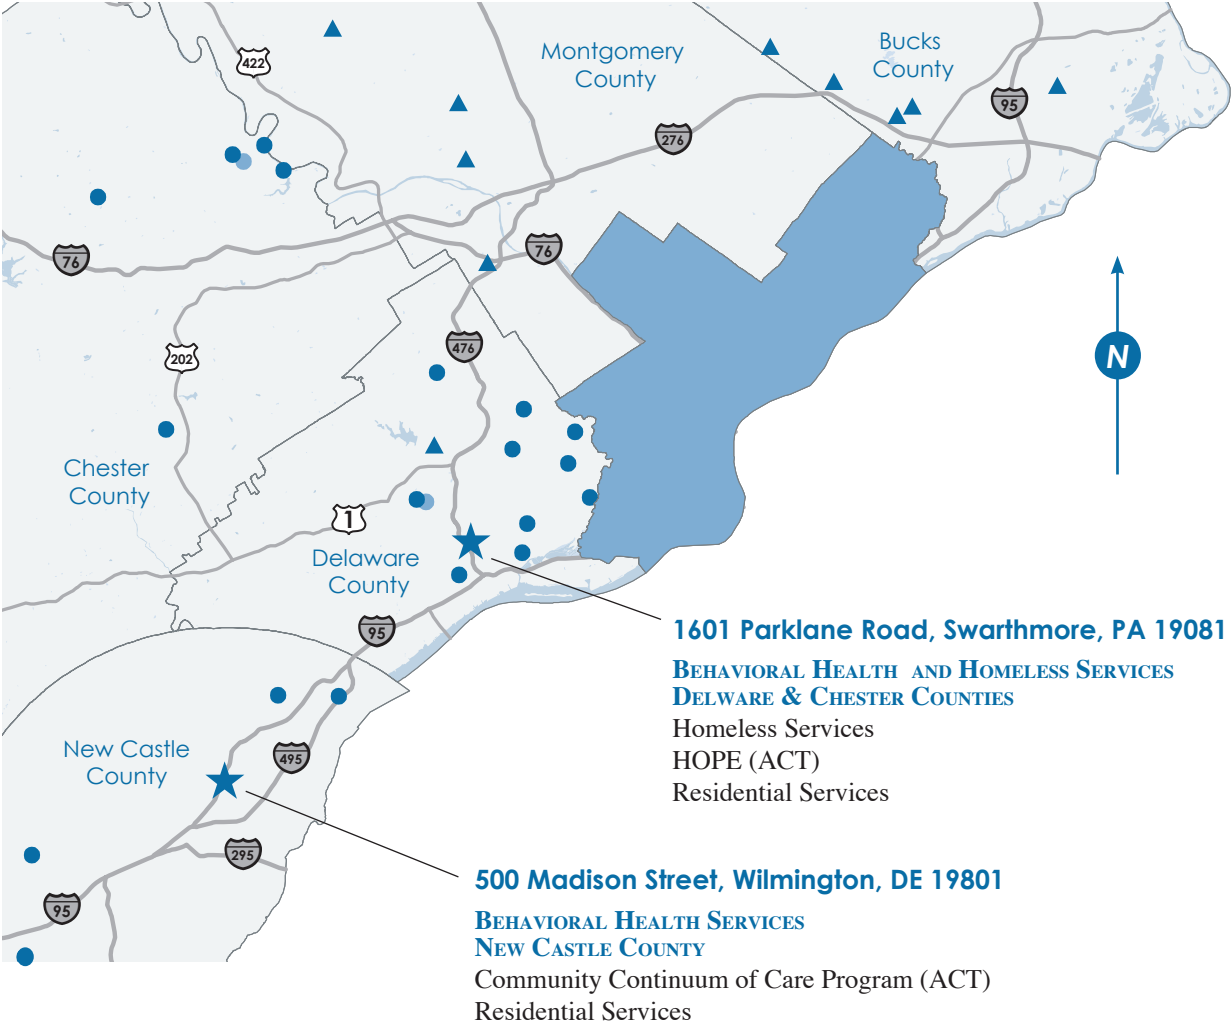 Montgomery
County
Bucks
County
422
95
276
76
76
202
476
Chester
County
1
Delaware
County
95
1601 Parklane Road, Swarthmore, PA 19081
Behavioral Health and Homeless Services
Delware & Chester Counties
Homeless Services
HOPE (ACT)
Residential Services
New Castle
County
495
295
95
500 Madison Street, Wilmington, DE 19801
Behavioral Health Services
New Castle County
Community Continuum of Care Program (ACT)
Residential Services
N